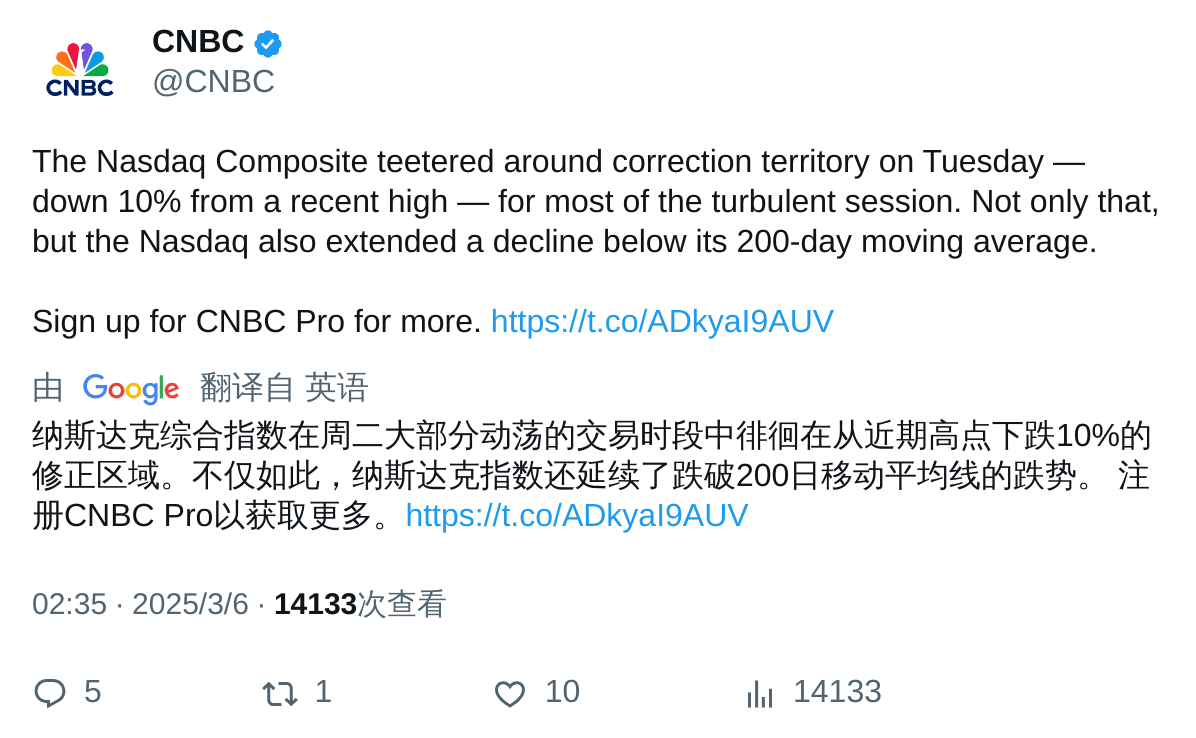 CNBC
CNBC
@CNBC
The Nasdaq Composite teetered around correction territory on Tuesday —
down 10% from a recent high — for most of the turbulent session. Not only that,
but the Nasdaq also extended a decline below its 200-day moving average.
Sign up for CNBC Pro for more. https://t.co/ADkyaI9AUV
由 Google 翻译自 英语
纳斯达克综合指数在周二大部分动荡的交易时段中徘徊在从近期高点下跌10%的
修正区域。不仅如此，纳斯达克指数还延续了跌破200日移动平均线的跌势。 注
册CNBC Pro以获取更多。https://t.co/ADkyaI9AUV
02:35 · 2025/3/6 · 14133次查看
5 1 10 14133